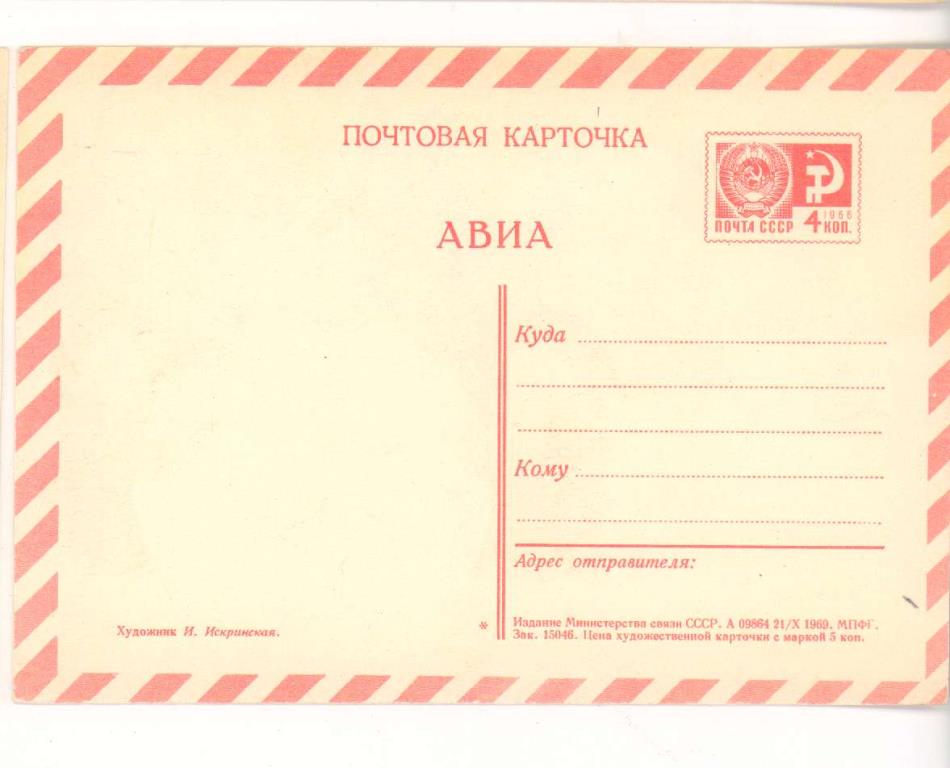 ПОЧТОВАЯ КАРТОЧКА
АВИА
1966
ПОЧТА СССР 4 КОП.
Куда
Кому
Адрес отправителя:
Художник И. Искринская.
* Издание Министерства связи СССР. А 09864 21/X 1969. МПФГ.
Зак. 15046. Цена художественной карточки с маркой 5 коп.